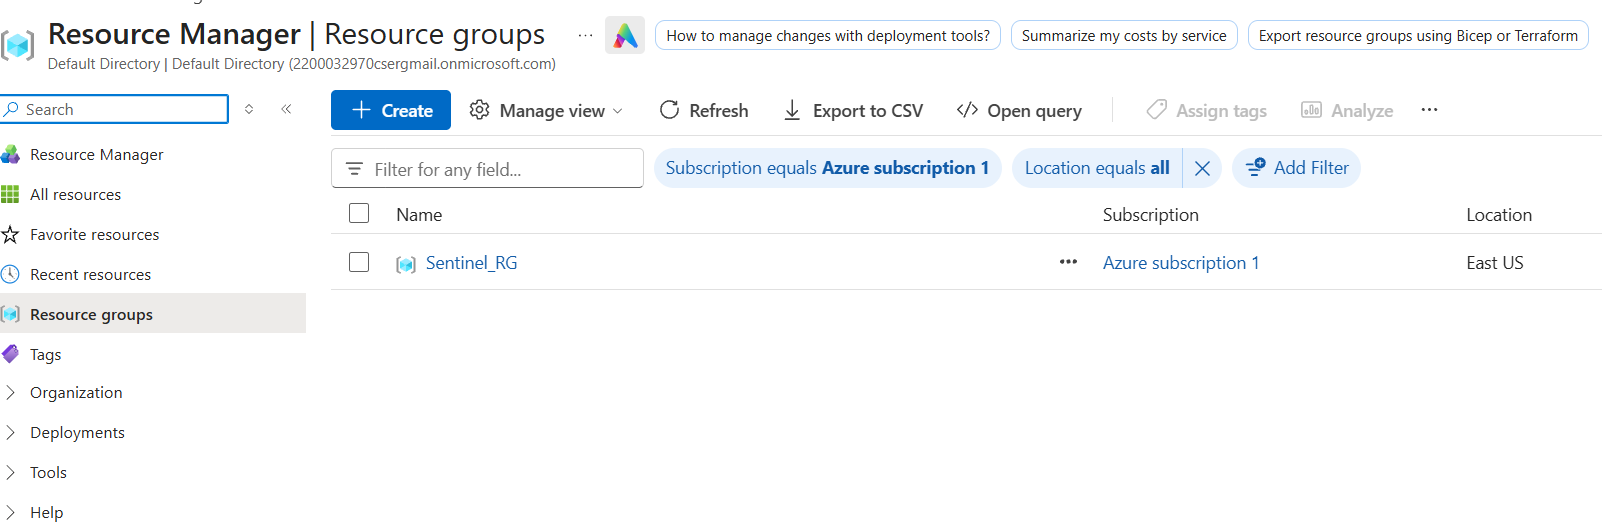 Resource Manager | Resource groups
How to manage changes with deployment tools?
Summarize my costs by service
Export resource groups using Bicep or Terraform
Default Directory | Default Directory (2200032970csergmail.onmicrosoft.com)
Search
Create
Manage view
Refresh
Export to CSV
Open query
Assign tags
Analyze
Resource Manager
All resources
Favorite resources
Recent resources
Resource groups
Tags
Organization
Deployments
Tools
Help
Filter for any field...
Subscription equals Azure subscription 1
Location equals all
Add Filter
Name Subscription Location
Sentinel_RG Azure subscription 1 East US